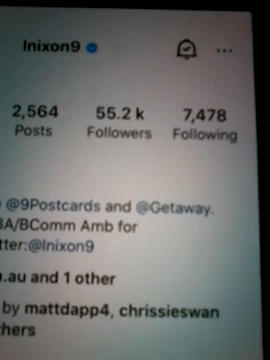 lnixon9
2,564 55.2 k 7,478
Posts Followers Following
@9Postcards and @Getaway.
BA/BComm Amb for
tter:@lnixon9
.au and 1 other
by mattdapp4, chrissieswan
hers